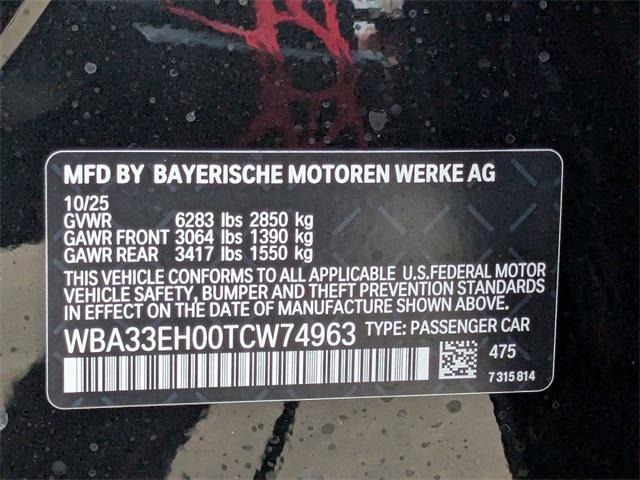 MFD BY BAYERISCHE MOTOREN WERKE AG
10/25
GVWR 6283 lbs 2850 kg
GAWR FRONT 3064 lbs 1390 kg
GAWR REAR 3417 lbs 1550 kg
THIS VEHICLE CONFORMS TO ALL APPLICABLE U.S.FEDERAL MOTOR
VEHICLE SAFETY, BUMPER AND THEFT PREVENTION STANDARDS
IN EFFECT ON THE DATE OF MANUFACTURE SHOWN ABOVE.
WBA33EH00TCW74963 TYPE: PASSENGER CAR
475
7 315 814